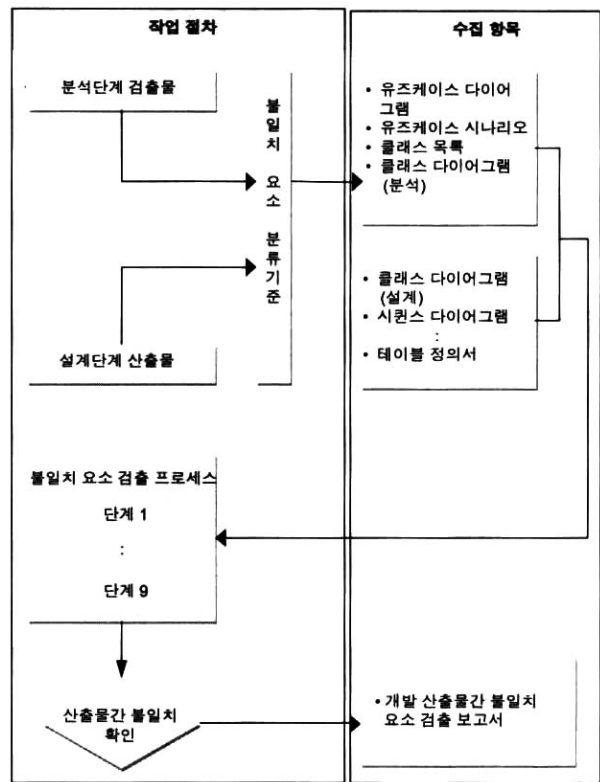 작업 절차
분석단계 검출물
불
일
치
요
소
분
류
기
준
설계단계 산출물
불일치 요소 검출 프로세스
단계 1
:
단계 9
산출물간 불일치
확인
수집 항목
• 유즈케이스 다이어
그램
• 유즈케이스 시나리오
• 클래스 목록
• 클래스 다이어그램
(분석)
• 클래스 다이어그램
(설계)
• 시퀀스 다이어그램
:
• 테이블 정의서
• 개발 산출물간 불일치
요소 검출 보고서